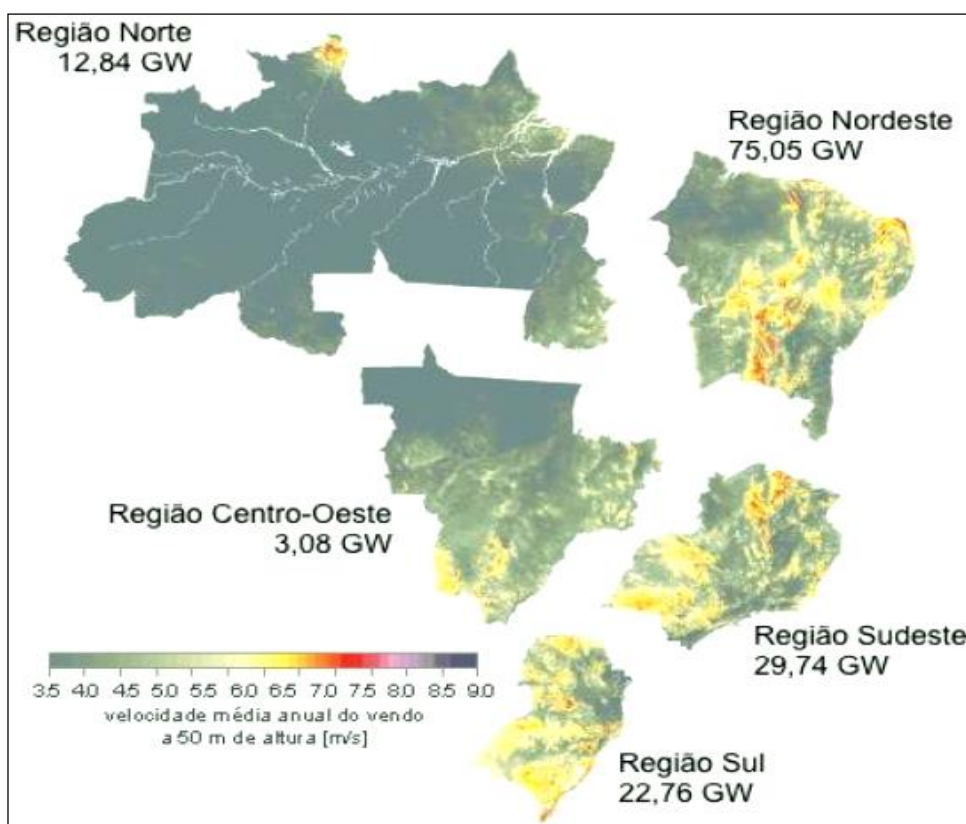 Região Norte
12,84 GW
Região Nordeste
75,05 GW
Região Centro-Oeste
3,08 GW
Região Sudeste
29,74 GW
3.5 4.0 4.5 5.0 5.5 6.0 6.5 7.0 7.5 8.0 8.5 9.0
velocidade média anual do vendo
a 50 m de altura [m/s]
Região Sul
22,76 GW